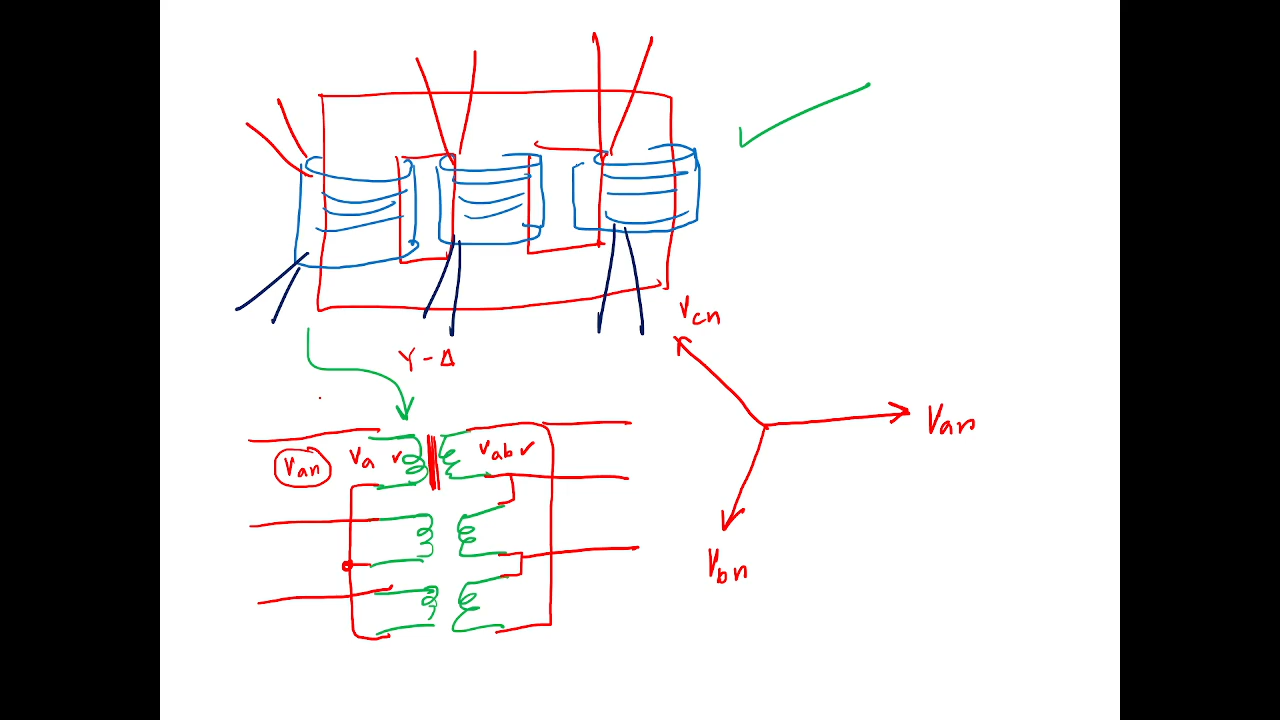 Vcn
Y - Δ
Van
Van Va v Vab v
Vbn